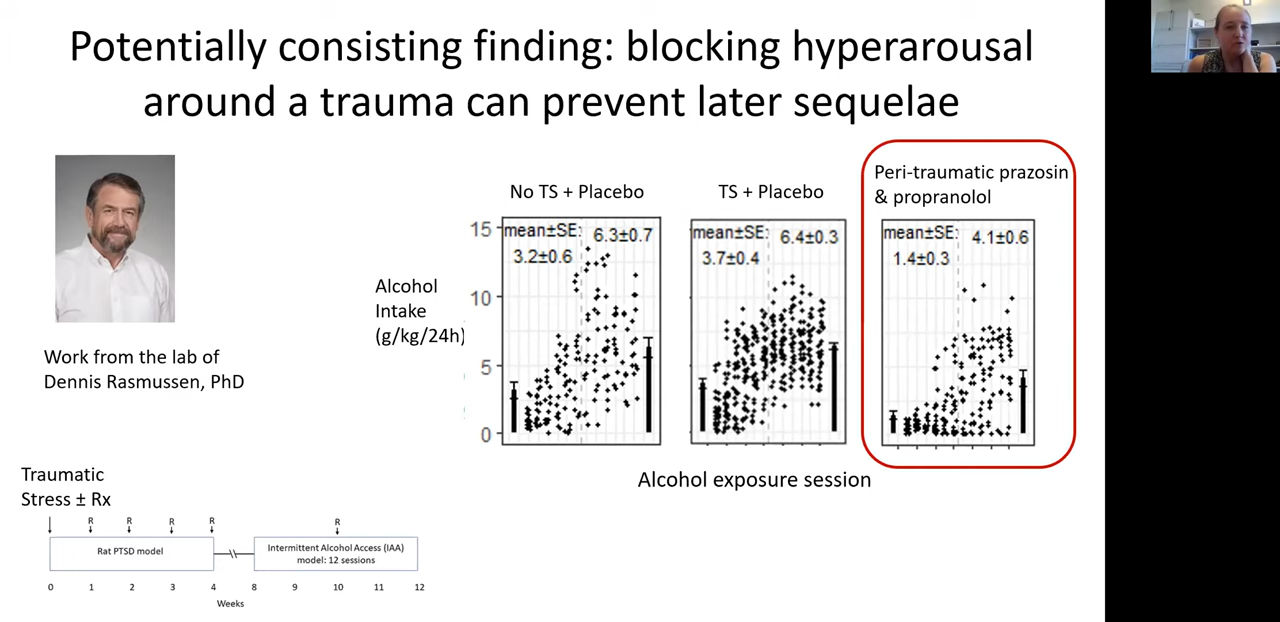 Potentially consisting finding: blocking hyperarousal
around a trauma can prevent later sequelae
Work from the lab of
Dennis Rasmussen, PhD
Alcohol
Intake
(g/kg/24h)
No TS + Placebo
TS + Placebo
Peri-traumatic prazosin
& propranolol
15
10
5
0
mean±SE: 6.3±0.7
3.2±0.6
mean±SE: 6.4±0.3
3.7±0.4
mean±SE: 4.1±0.6
1.4±0.3
Alcohol exposure session
Traumatic
Stress ± Rx
R R R R R
Rat PTSD model
Intermittent Alcohol Access (IAA)
model: 12 sessions
0 1 2 3 4 8 9 10 11 12
Weeks